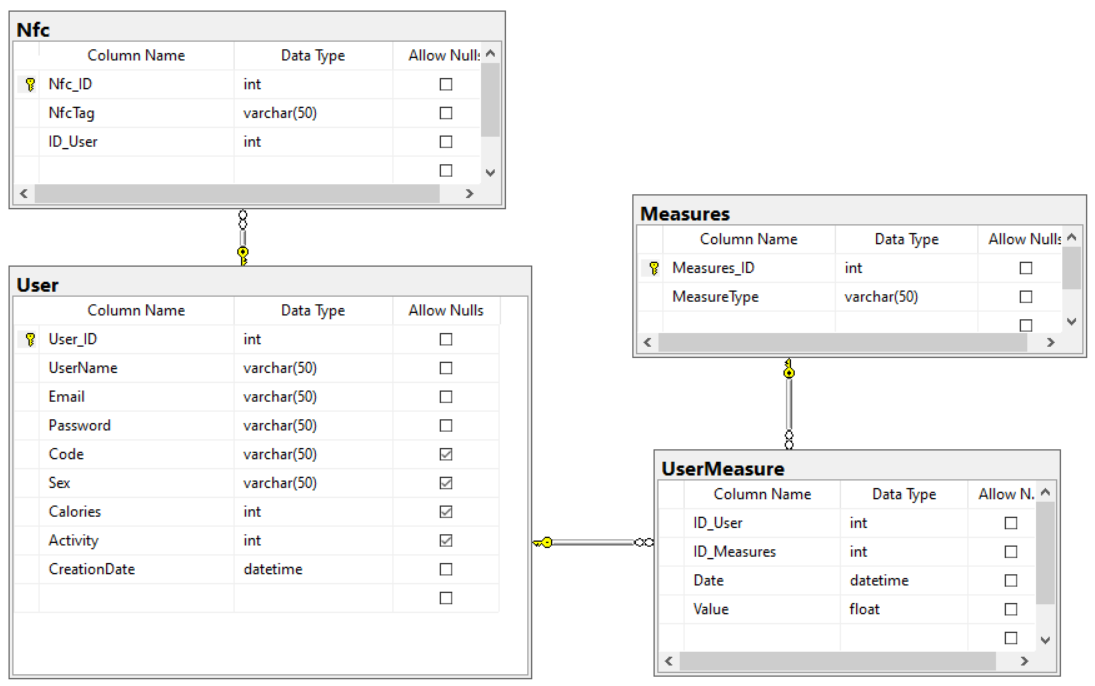 Nfc
Column Name Data Type Allow Nulls
Nfc_ID int
NfcTag varchar(50)
ID_User int
User
Column Name Data Type Allow Nulls
User_ID int
UserName varchar(50)
Email varchar(50)
Password varchar(50)
Code varchar(50)
Sex varchar(50)
Calories int
Activity int
CreationDate datetime
Measures
Column Name Data Type Allow Nulls
Measures_ID int
MeasureType varchar(50)
UserMeasure
Column Name Data Type Allow N.
ID_User int
ID_Measures int
Date datetime
Value float